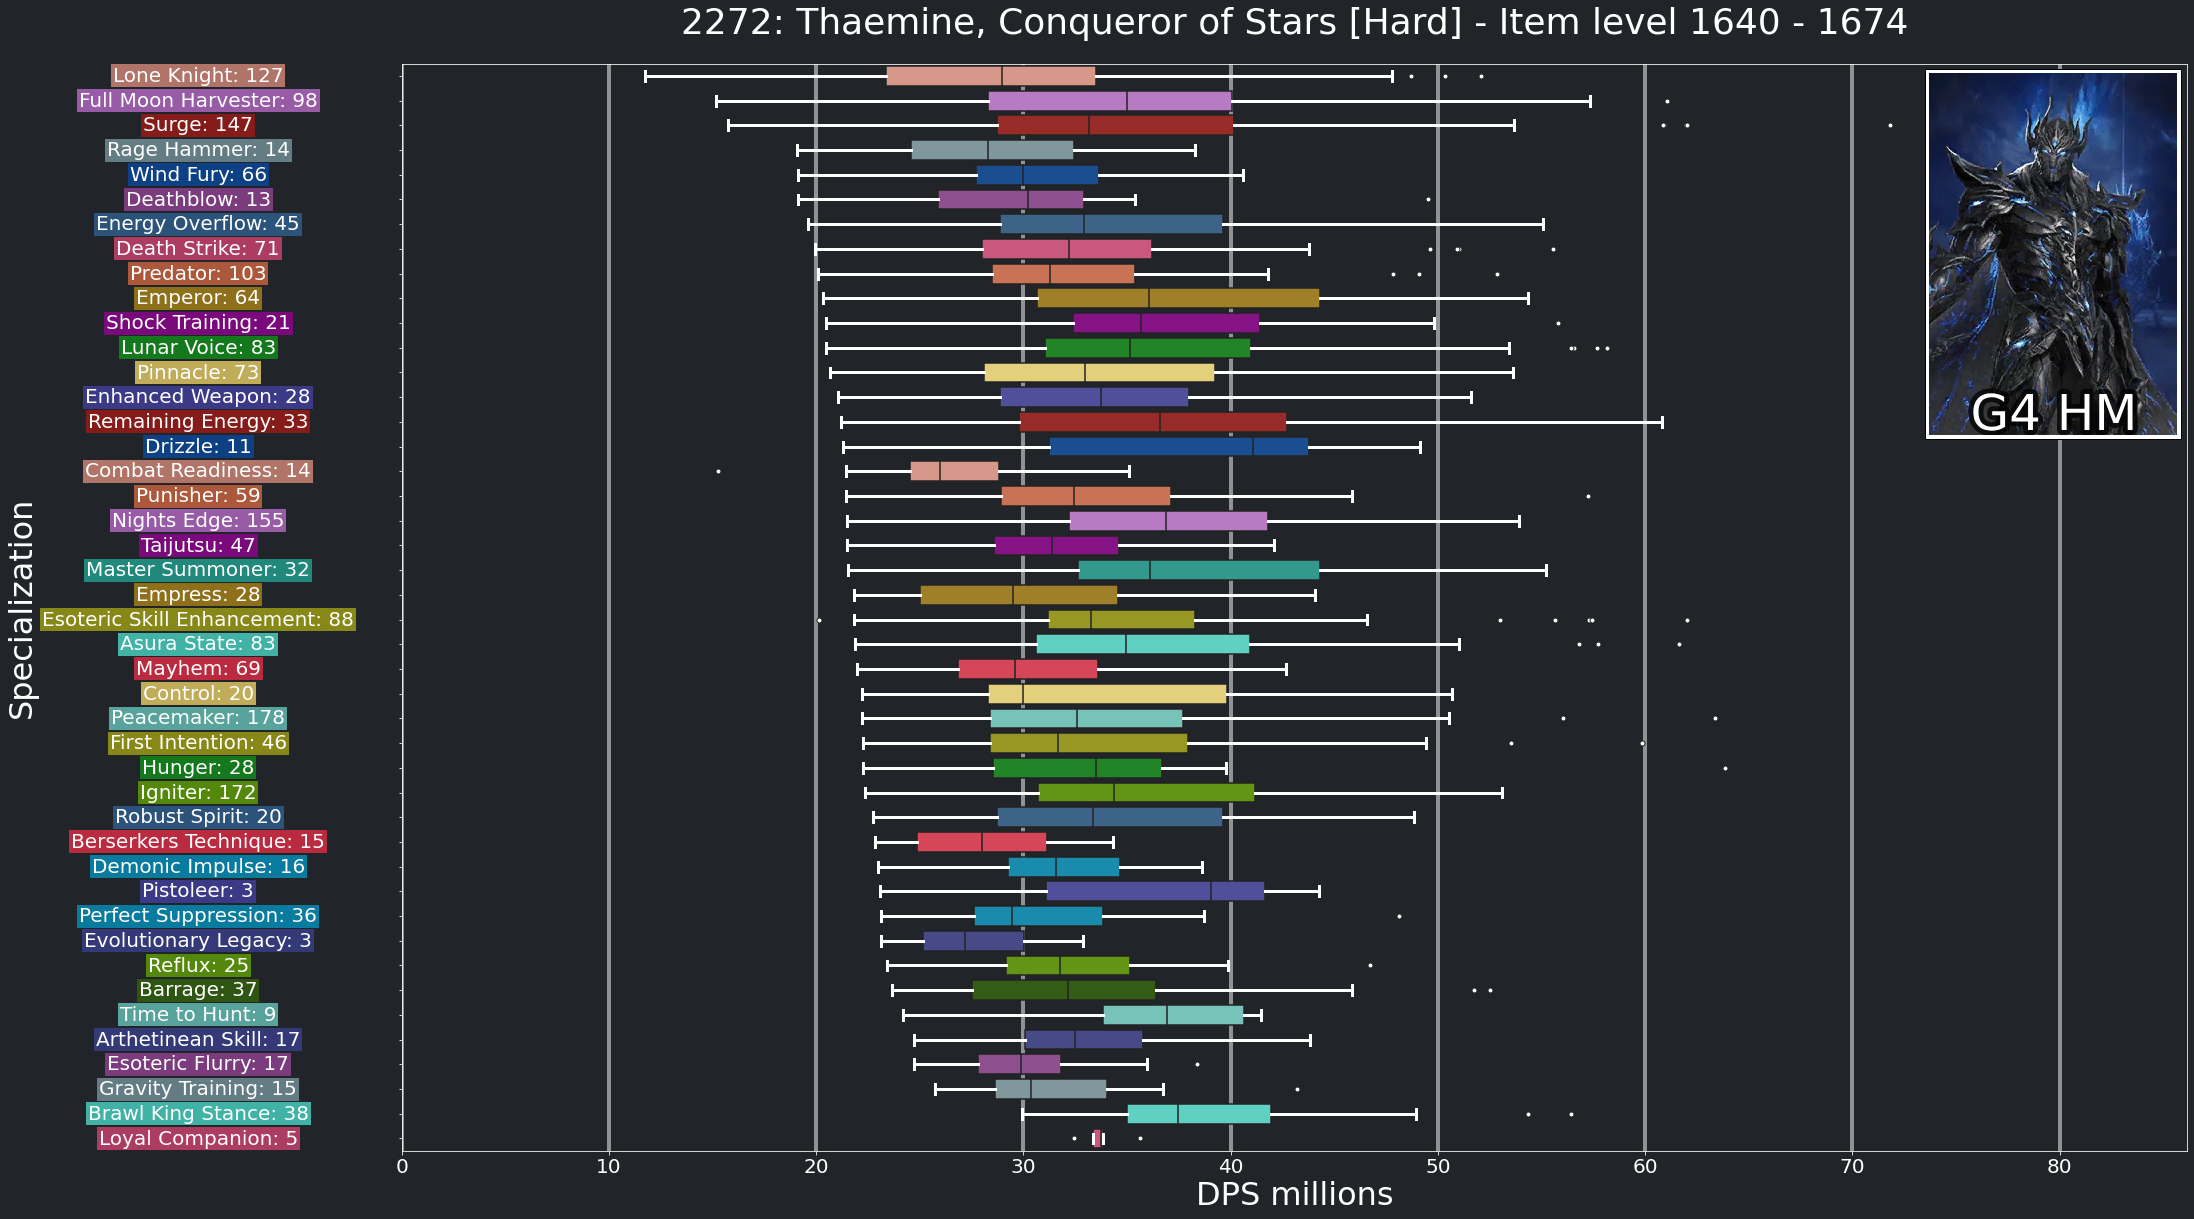 2272: Thaemine, Conqueror of Stars [Hard] - Item level 1640 - 1674
Lone Knight: 127
Full Moon Harvester: 98
Surge: 147
Rage Hammer: 14
Wind Fury: 66
Deathblow: 13
Energy Overflow: 45
Death Strike: 71
Predator: 103
Emperor: 64
Shock Training: 21
Lunar Voice: 83
Pinnacle: 73
Enhanced Weapon: 28
Remaining Energy: 33
Drizzle: 11
Combat Readiness: 14
Punisher: 59
Nights Edge: 155
Taijutsu: 47
Master Summoner: 32
Empress: 28
Esoteric Skill Enhancement: 88
Asura State: 83
Mayhem: 69
Control: 20
Peacemaker: 178
First Intention: 46
Hunger: 28
Igniter: 172
Robust Spirit: 20
Berserkers Technique: 15
Demonic Impulse: 16
Pistoleer: 3
Perfect Suppression: 36
Evolutionary Legacy: 3
Reflux: 25
Barrage: 37
Time to Hunt: 9
Arthetinean Skill: 17
Esoteric Flurry: 17
Gravity Training: 15
Brawl King Stance: 38
Loyal Companion: 5
Specialization
G4 HM
0 10 20 30 40 50 60 70 80
DPS millions